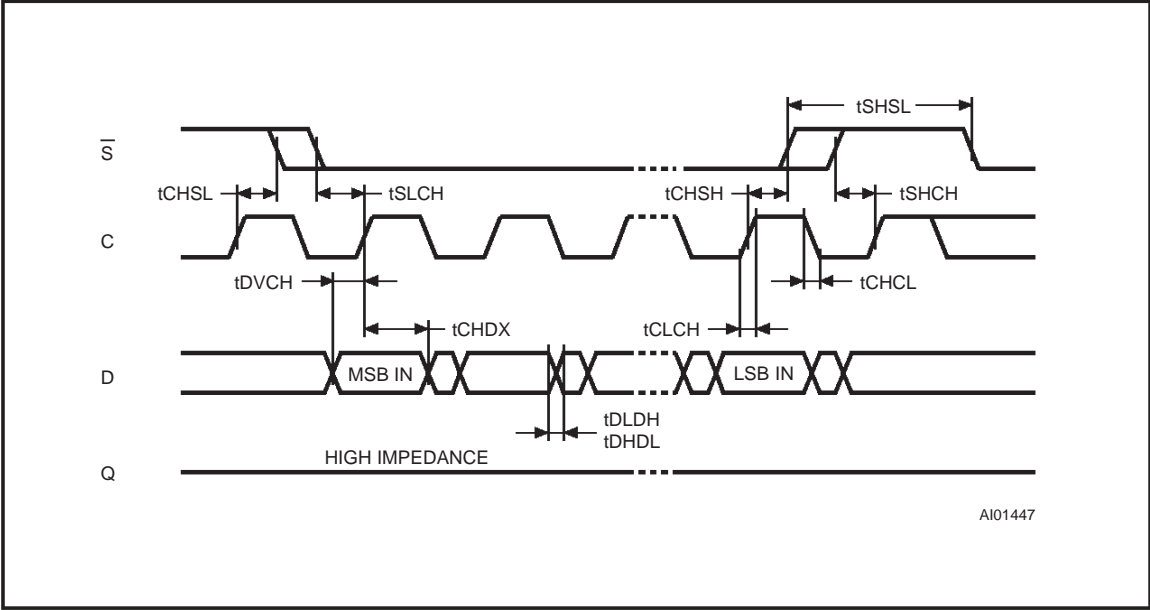 tSHSL
S̅
tCHSL
tSLCH
tCHSH
tSHCH
C
tDVCH
tCHCL
tCHDX
tCLCH
D
MSB IN
LSB IN
tDLDH
tDHDL
HIGH IMPEDANCE
Q
AI01447